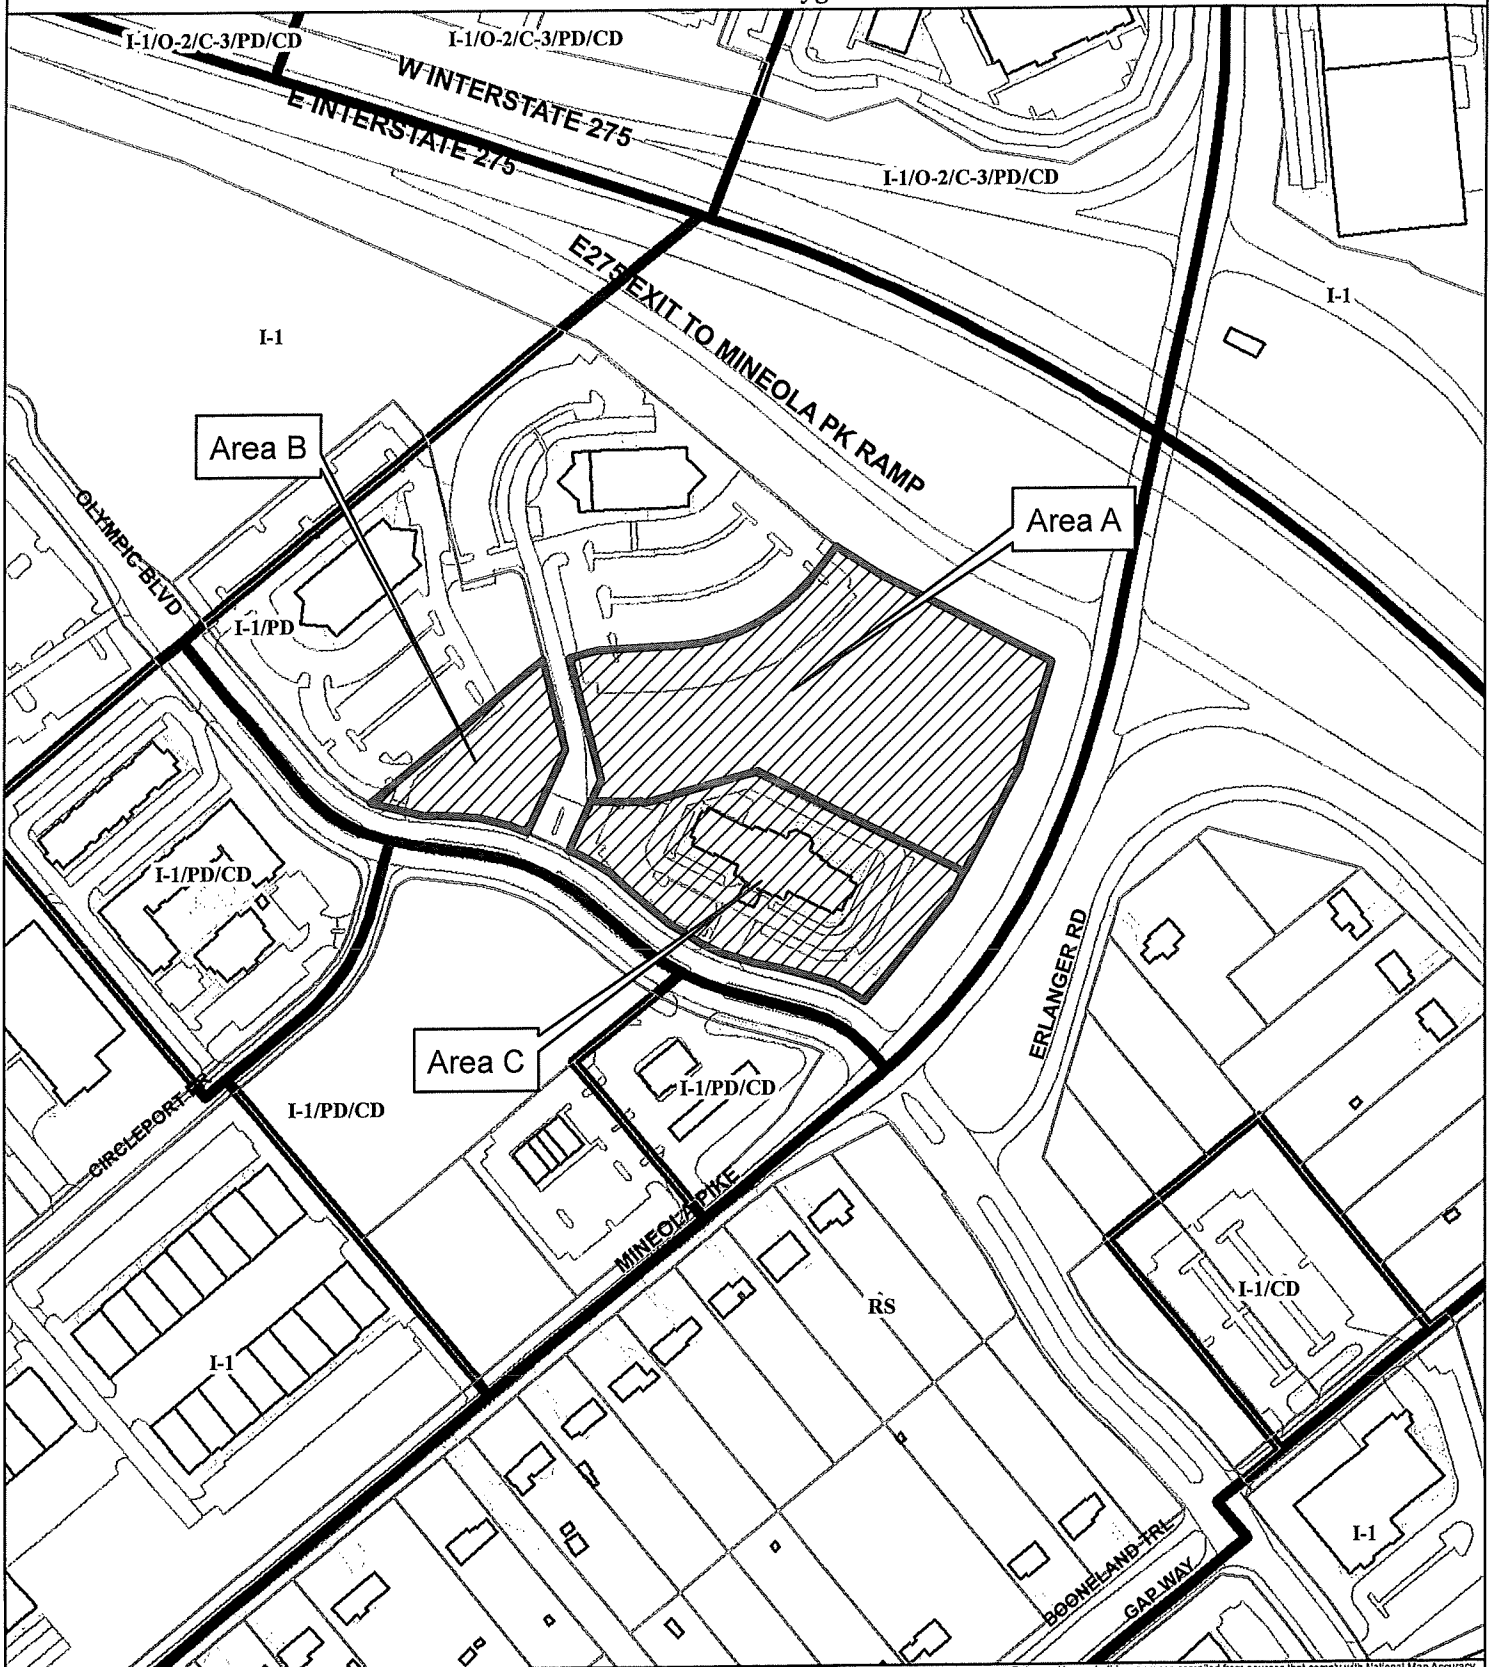 I-1/O-2/C-3/PD/CD
I-1/O-2/C-3/PD/CD
W INTERSTATE 275
E INTERSTATE 275
I-1/O-2/C-3/PD/CD
E275 EXIT TO MINEOLA PK RAMP
I-1
I-1
Area B
Area A
OLYMPIC BLVD
I-1/PD
I-1/PD/CD
ERLANGER RD
Area C
I-1/PD/CD
I-1/PD/CD
CIRCLEPORT
MINEOLA PIKE
I-1/CD
RS
I-1
I-1
BOONELAND TRL
GAP WAY